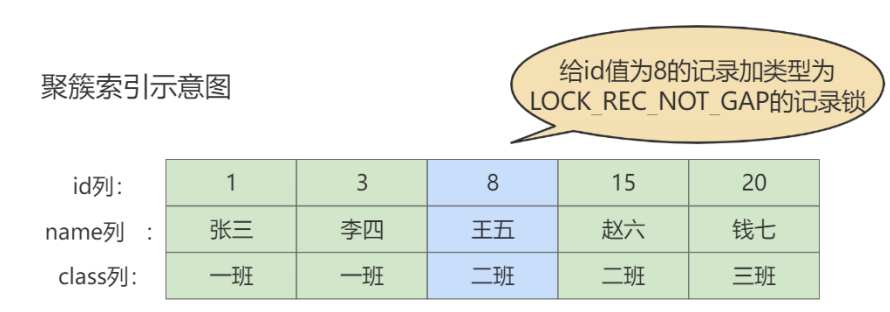 聚簇索引示意图
给id值为8的记录加类型为
LOCK_REC_NOT_GAP的记录锁
id列: 1 3 8 15 20
name列 : 张三 李四 王五 赵六 钱七
class列: 一班 一班 二班 二班 三班